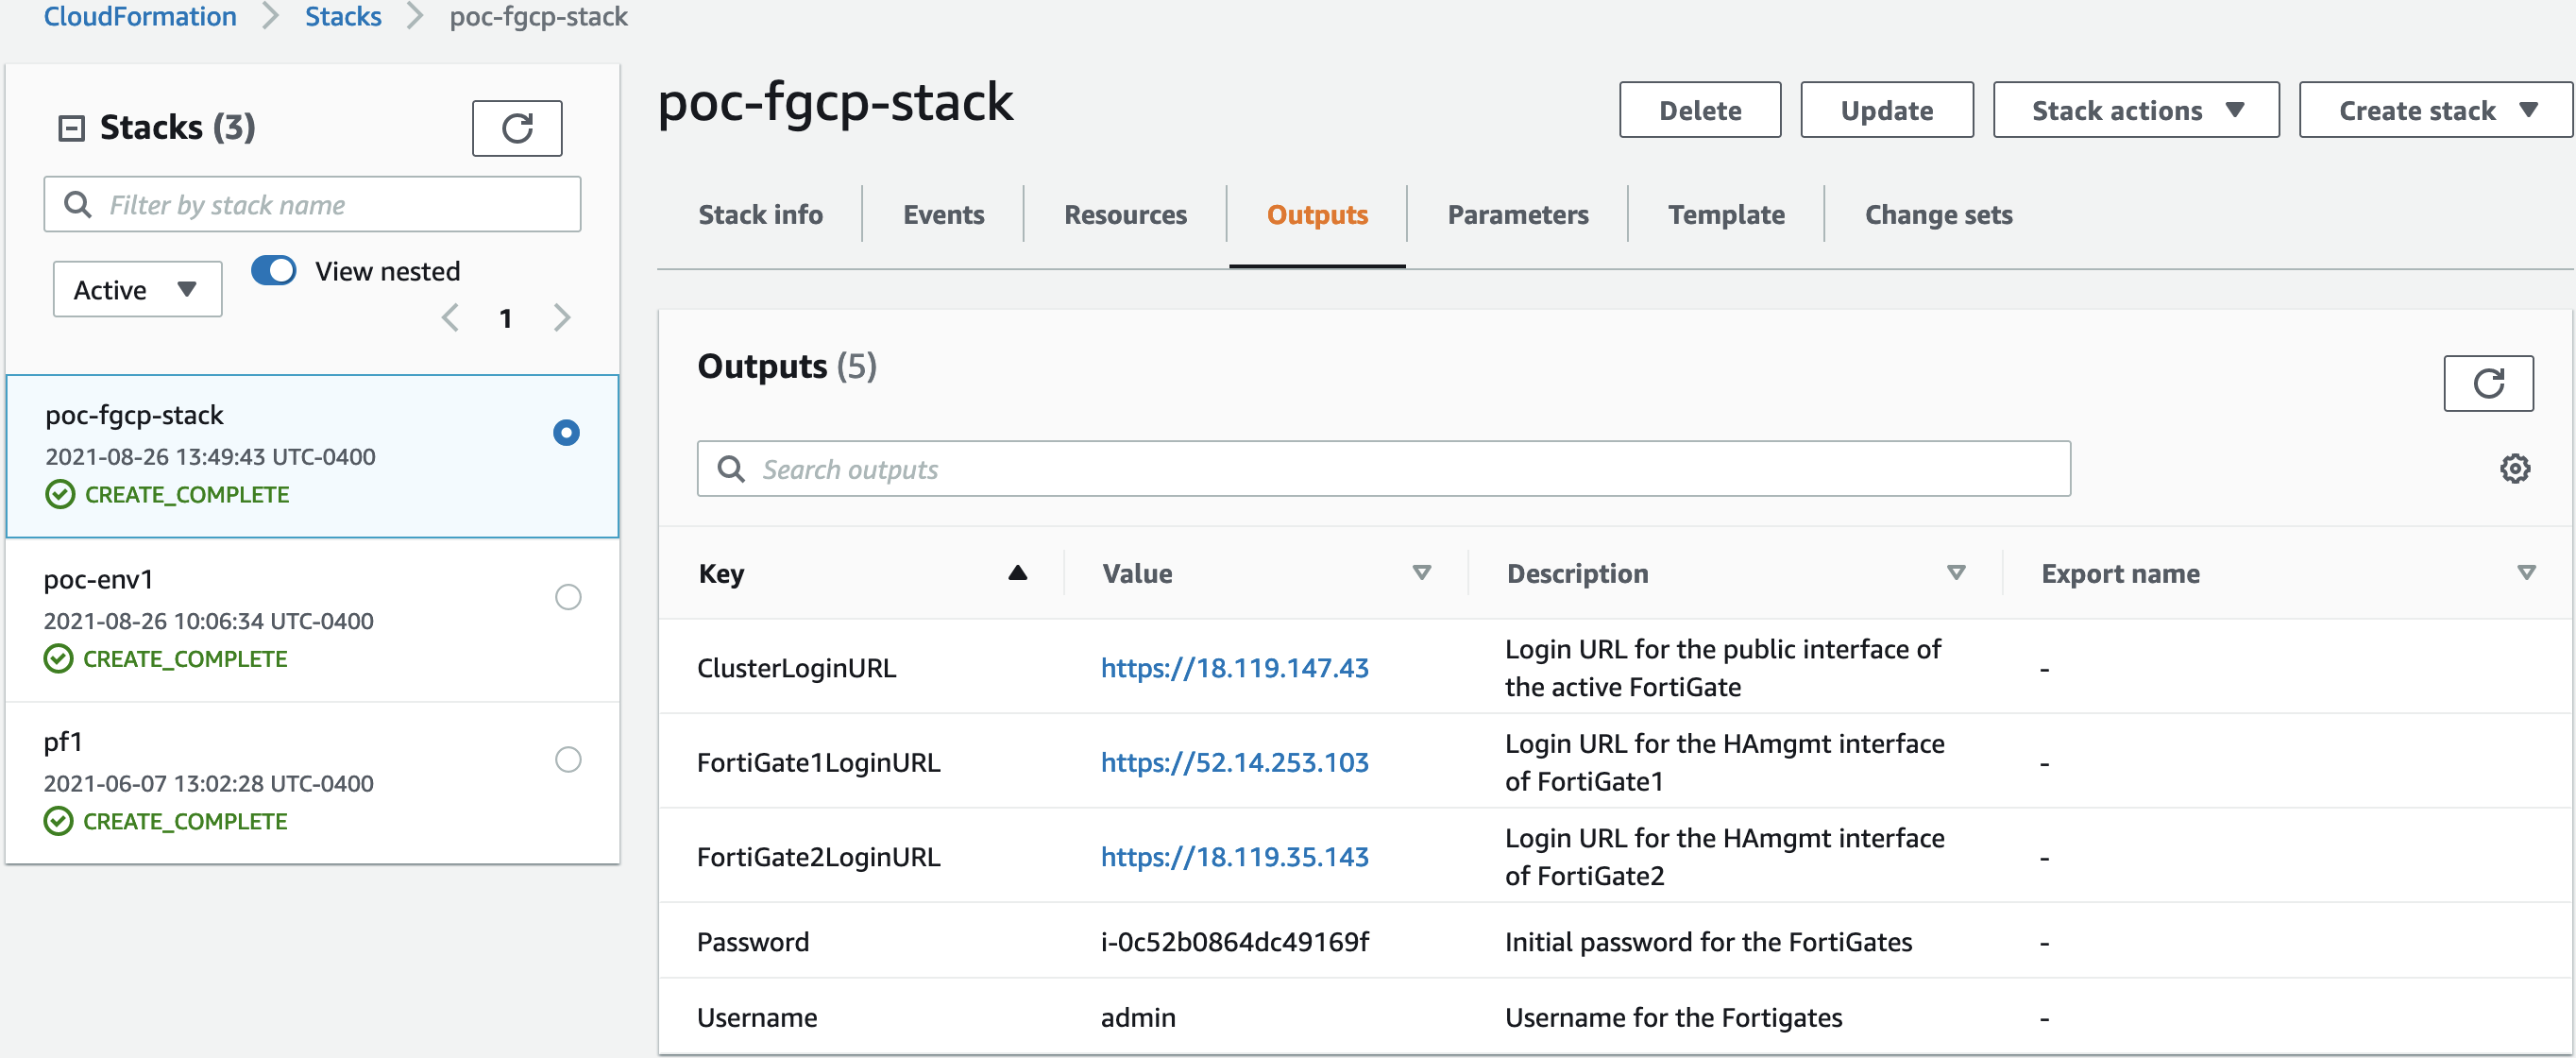 CloudFormation > Stacks > poc-fgcp-stack
Stacks (3)
Filter by stack name
Active
View nested
1
poc-fgcp-stack
2021-08-26 13:49:43 UTC-0400
CREATE_COMPLETE
poc-env1
2021-08-26 10:06:34 UTC-0400
CREATE_COMPLETE
pf1
2021-06-07 13:02:28 UTC-0400
CREATE_COMPLETE
poc-fgcp-stack
Delete Update Stack actions Create stack
Stack info Events Resources Outputs Parameters Template Change sets
Outputs (5)
Search outputs
Key Value Description Export name
ClusterLoginURL https://18.119.147.43 Login URL for the public interface of
the active FortiGate -
FortiGate1LoginURL https://52.14.253.103 Login URL for the HAmgmt interface
of FortiGate1 -
FortiGate2LoginURL https://18.119.35.143 Login URL for the HAmgmt interface
of FortiGate2 -
Password i-0c52b0864dc49169f Initial password for the FortiGates -
Username admin Username for the Fortigates -